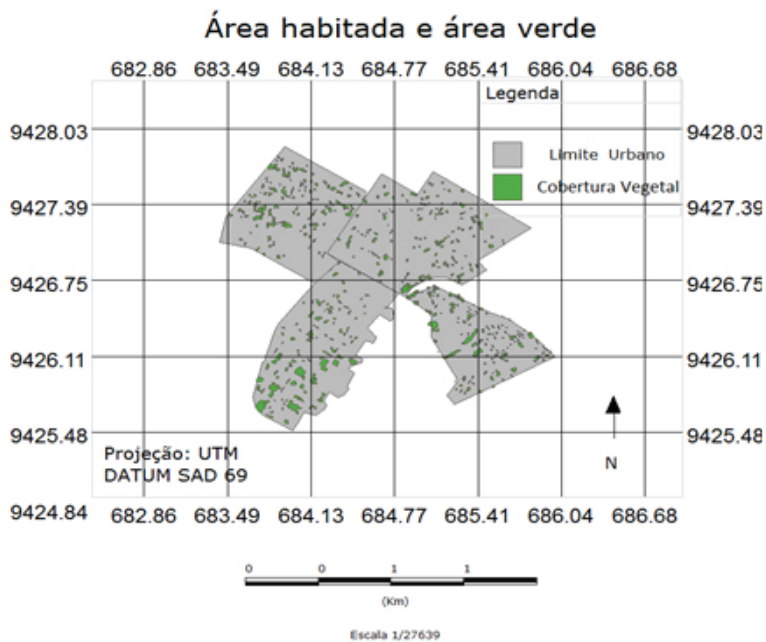 Área habitada e área verde
682.86 683.49 684.13 684.77 685.41 686.04 686.68
Legenda
9428.03 9428.03
Limite Urbano
Cobertura Vegetal
9427.39 9427.39
9426.75 9426.75
9426.11 9426.11
9425.48 9425.48
Projeção: UTM
DATUM SAD 69
N
9424.84 9424.84
682.86 683.49 684.13 684.77 685.41 686.04 686.68
0 0 1 1
(Km)
Escala 1/27639